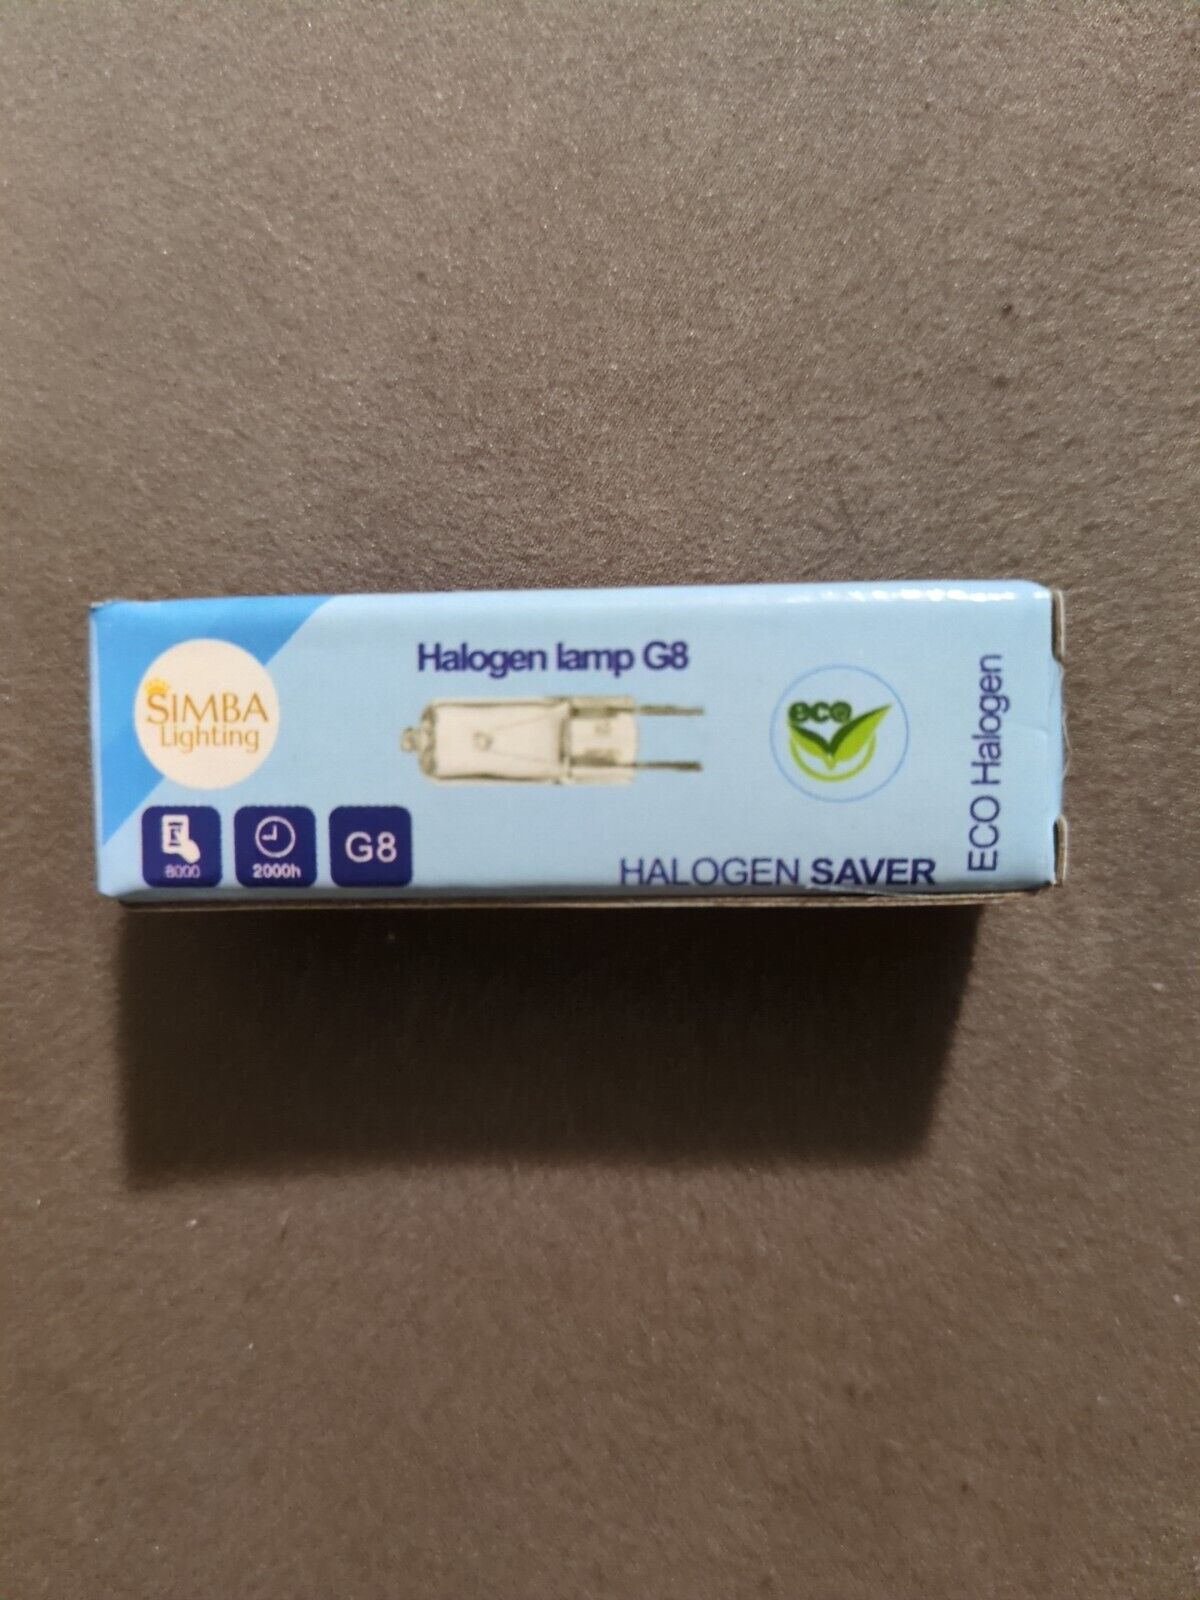 Halogen lamp G8
SIMBA
Lighting
eco
ECO Halogen
8000
2000h
G8
HALOGEN SAVER